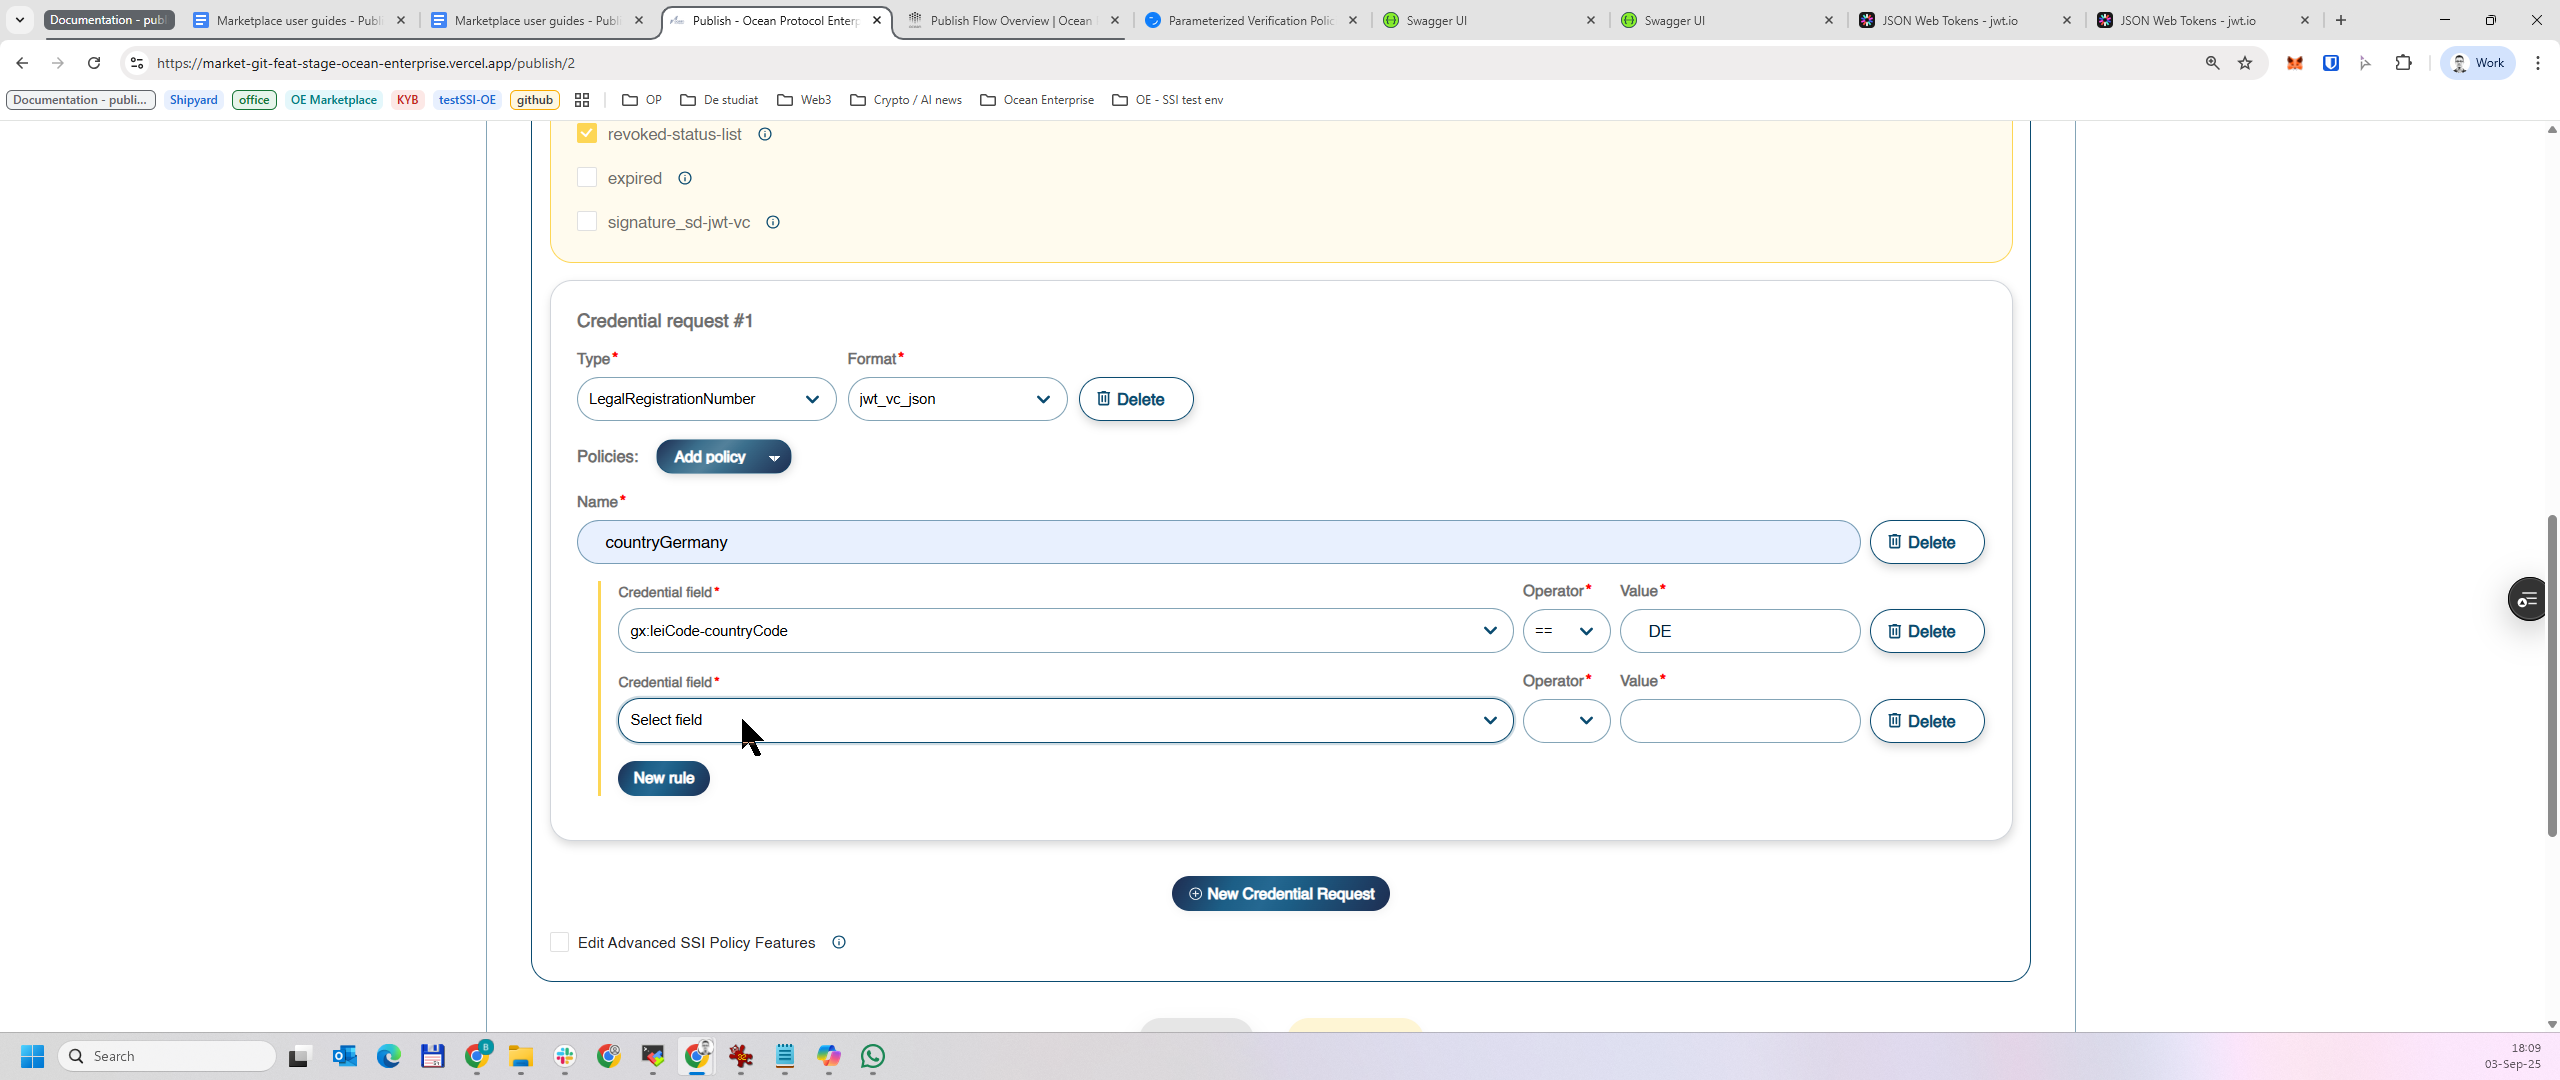 Documentation - publ
Marketplace user guides - Publi
Marketplace user guides - Publi
Publish - Ocean Protocol Enterp
Publish Flow Overview | Ocean
Parameterized Verification Polic
Swagger UI
Swagger UI
JSON Web Tokens - jwt.io
JSON Web Tokens - jwt.io
https://market-git-feat-stage-ocean-enterprise.vercel.app/publish/2
Work
Documentation - publi...
Shipyard
office
OE Marketplace
KYB
testSSI-OE
github
OP
De studiat
Web3
Crypto / AI news
Ocean Enterprise
OE - SSI test env
revoked-status-list
expired
signature_sd-jwt-vc
Credential request #1
Type* Format*
LegalRegistrationNumber jwt_vc_json Delete
Policies: Add policy
Name*
countryGermany Delete
Credential field* Operator* Value*
gx:leiCode-countryCode == DE Delete
Credential field* Operator* Value*
Select field Delete
New rule
New Credential Request
Edit Advanced SSI Policy Features
Search
18:09
03-Sep-25